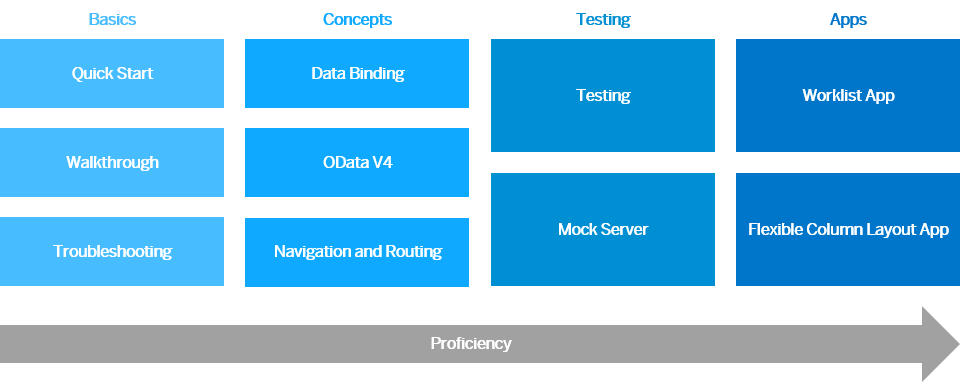 Basics
Concepts
Testing
Apps
Quick Start
Data Binding
Testing
Worklist App
Walkthrough
OData V4
Mock Server
Flexible Column Layout App
Troubleshooting
Navigation and Routing
Proficiency